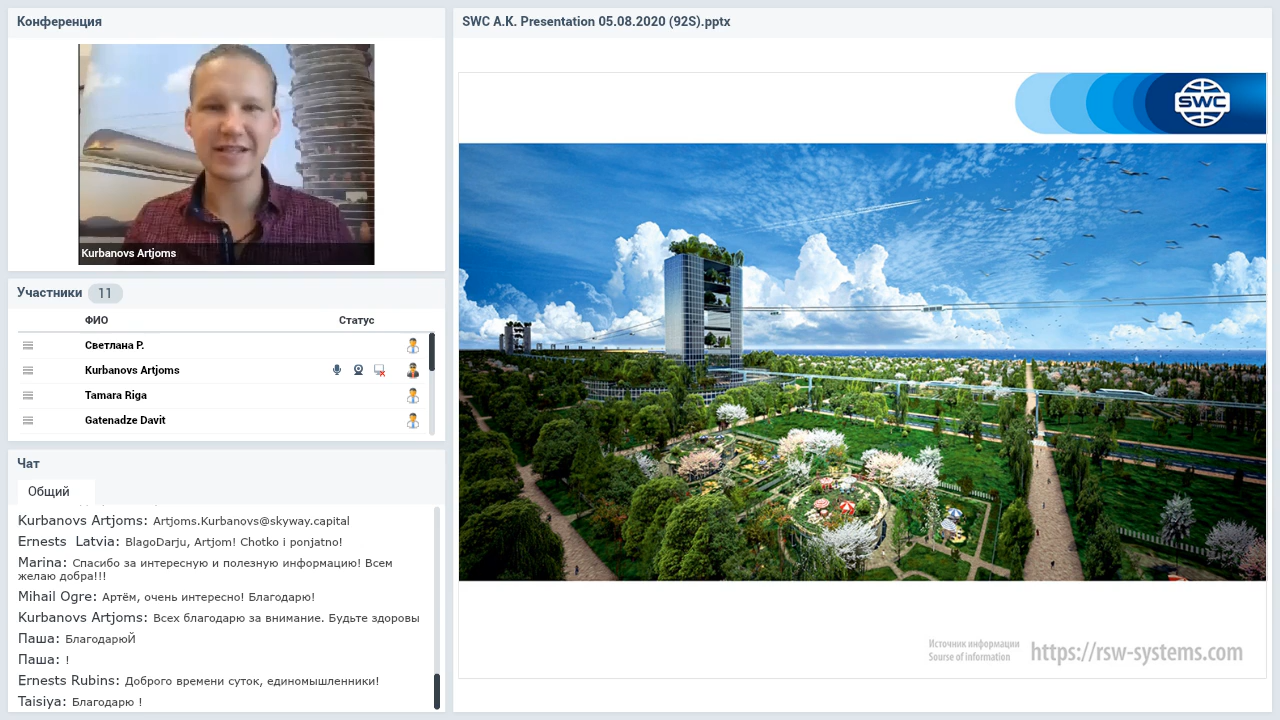 Конференция
Kurbanovs Artjoms
Участники 11
ФИО Статус
Светлана Р.
Kurbanovs Artjoms
Tamara Riga
Gatenadze Davit
Чат
Общий
Kurbanovs Artjoms: Artjoms.Kurbanovs@skyway.capital
Ernests Latvia: BlagoDarju, Artjom! Chotko i ponjatno!
Marina: Спасибо за интересную и полезную информацию! Всем
желаю добра!!!
Mihail Ogre: Артём, очень интересно! Благодарю!
Kurbanovs Artjoms: Всех благодарю за внимание. Будьте здоровы
Паша: БлагодарюЙ
Паша: !
Ernests Rubins: Доброго времени суток, единомышленники!
Taisiya: Благодарю !
SWC A.K. Presentation 05.08.2020 (92S).pptx
SWC
Источник информации
Sourse of information
https://rsw-systems.com